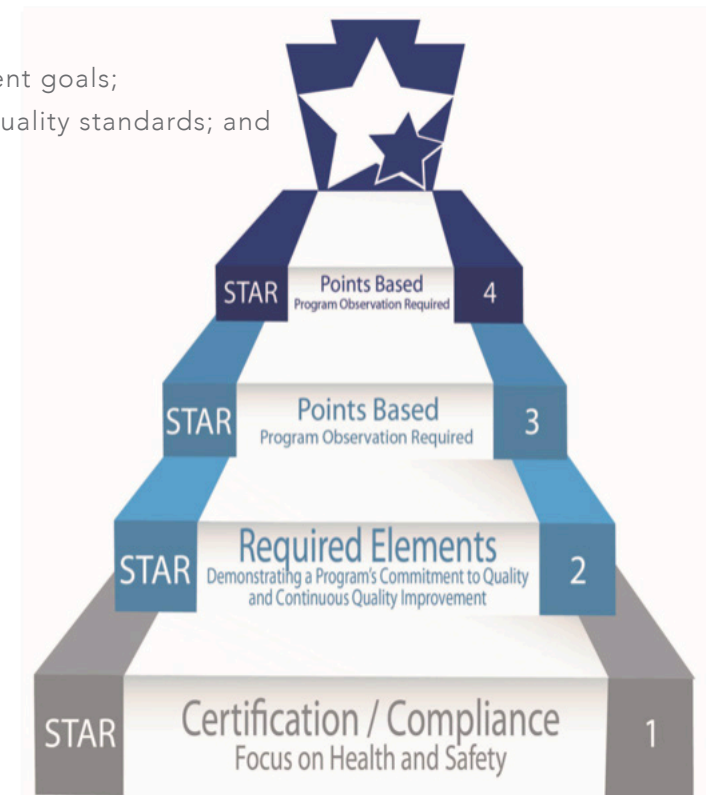 ent goals;
uality standards; and
STAR
Points Based
Program Observation Required
4
STAR
Points Based
Program Observation Required
3
STAR
Required Elements
Demonstrating a Program's Commitment to Quality
and Continuous Quality Improvement
2
STAR
Certification / Compliance
Focus on Health and Safety
1